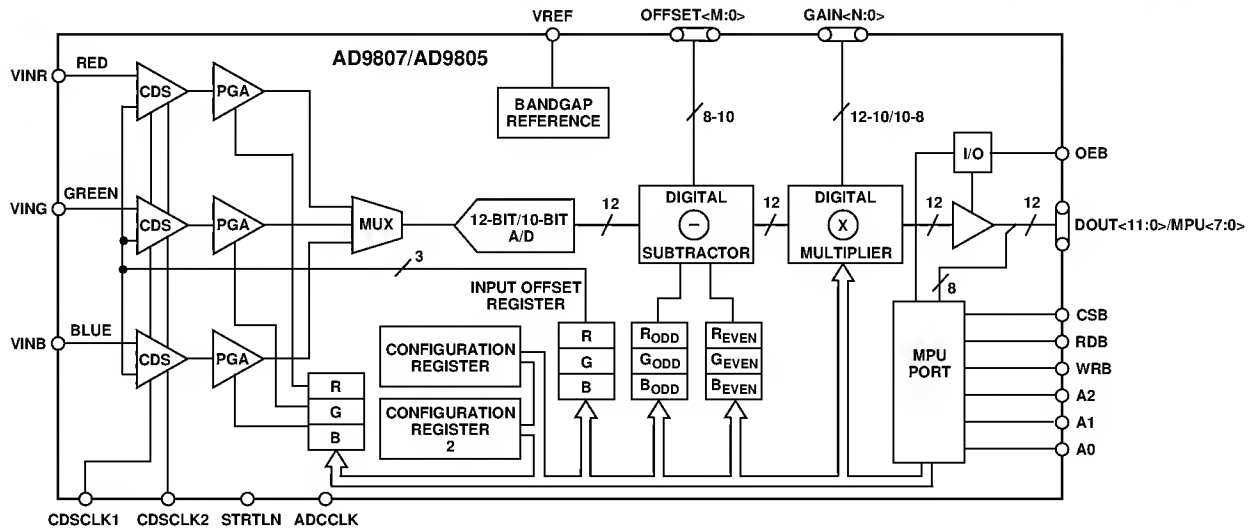 VREF
OFFSET<M:0>
GAIN<N:0>
AD9807/AD9805
VINR
RED
CDS
PGA
BANDGAP
REFERENCE
8-10
12-10/10-8
I/O
OEB
VING
GREEN
CDS
PGA
MUX
12-BIT/10-BIT
A/D
12
DIGITAL
–
SUBTRACTOR
12
DIGITAL
X
MULTIPLIER
12
12
DOUT<11:0>/MPU<7:0>
3
8
INPUT OFFSET
REGISTER
VINB
BLUE
CDS
PGA
R
G
B
CONFIGURATION
REGISTER
CONFIGURATION
REGISTER
2
R
G
B
RODD
GODD
BODD
REVEN
GEVEN
BEVEN
MPU
PORT
CSB
RDB
WRB
A2
A1
A0
CDSCLK1
CDSCLK2
STRTLN
ADCCLK